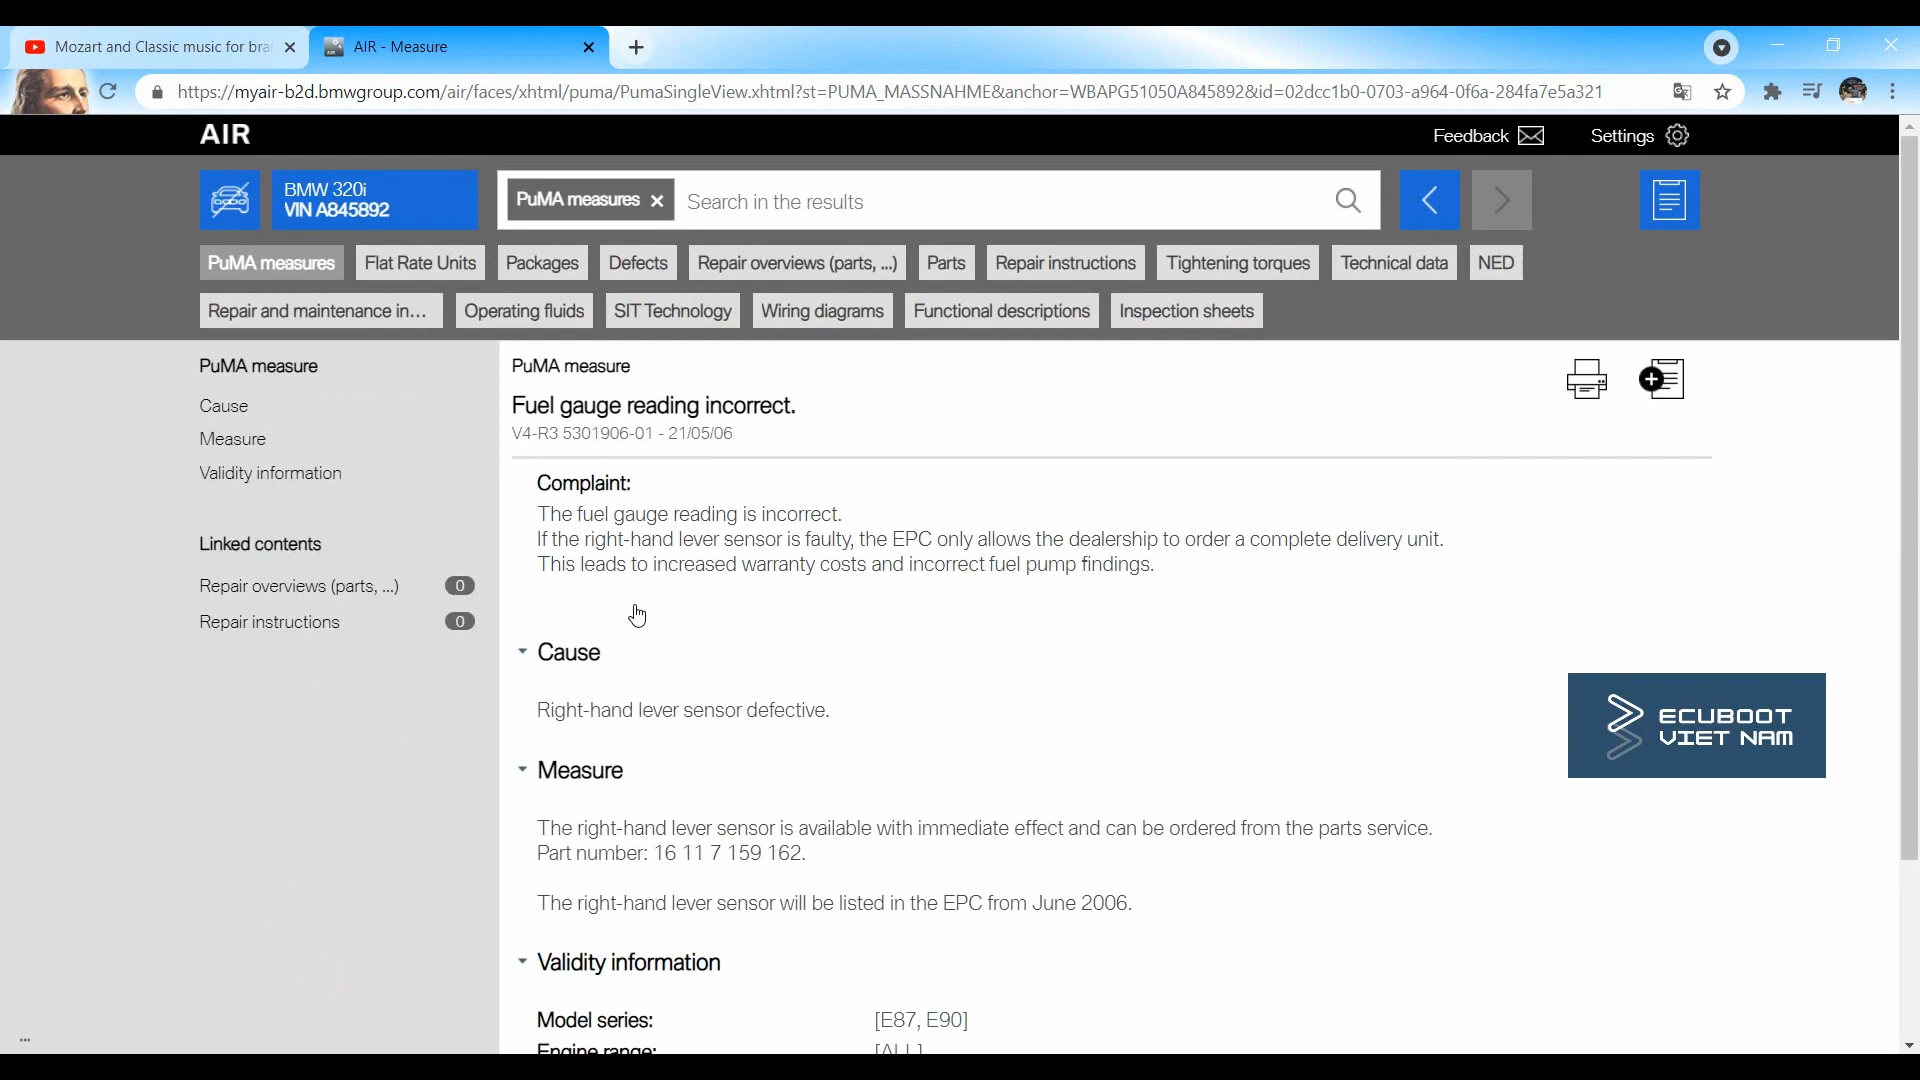 Mozart and Classic music for bra
AIR - Measure
https://myair-b2d.bmwgroup.com/air/faces/xhtml/puma/PumaSingleView.xhtml?st=PUMA_MASSNAHME&anchor=WBAPG51050A845892&id=02dcc1b0-0703-a964-0f6a-284fa7e5a321
AIR
Feedback
Settings
BMW 320i
VIN A845892
PuMA measures
Search in the results
PuMA measures
Flat Rate Units
Packages
Defects
Repair overviews (parts, ...)
Parts
Repair instructions
Tightening torques
Technical data
NED
Repair and maintenance in...
Operating fluids
SIT Technology
Wiring diagrams
Functional descriptions
Inspection sheets
PuMA measure
Cause
Measure
Validity information
Linked contents
Repair overviews (parts, ...) 0
Repair instructions 0
...
PuMA measure
Fuel gauge reading incorrect.
V4-R3 5301906-01 - 21/05/06
Complaint:
The fuel gauge reading is incorrect.
If the right-hand lever sensor is faulty, the EPC only allows the dealership to order a complete delivery unit.
This leads to increased warranty costs and incorrect fuel pump findings.
Cause
Right-hand lever sensor defective.
Measure
The right-hand lever sensor is available with immediate effect and can be ordered from the parts service.
Part number: 16 11 7 159 162.
The right-hand lever sensor will be listed in the EPC from June 2006.
Validity information
Model series: [E87, E90]
Engine range: [ALL]
ECUBOOT
VIET NAM